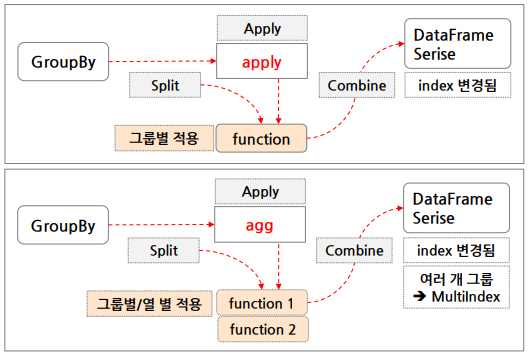 Apply
GroupBy
apply
DataFrame
Serise
Split
Combine
index 변경됨
그룹별 적용
function
Apply
GroupBy
agg
DataFrame
Serise
Split
Combine
index 변경됨
그룹별/열 별 적용
function 1
function 2
여러 개 그룹
➔ MultiIndex